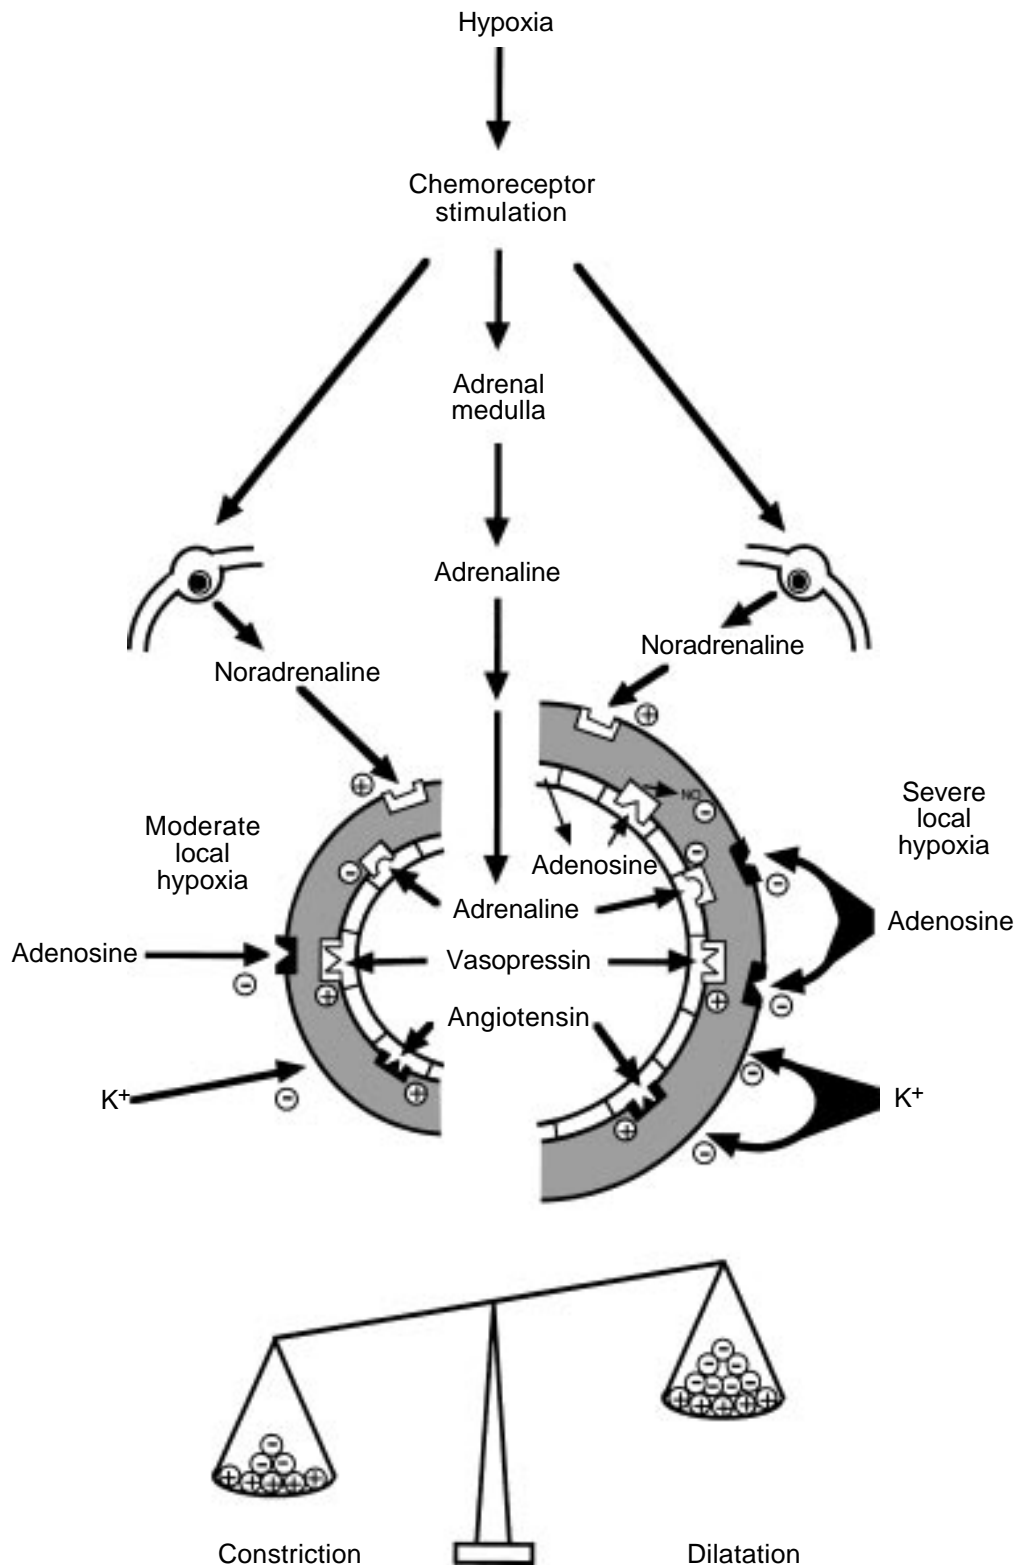 Hypoxia
Chemoreceptor
stimulation
Adrenal
medulla
Adrenaline
Noradrenaline
Noradrenaline
+
+
Moderate
local
hypoxia
Severe
local
hypoxia
NO
-
-
-
-
Adenosine
Adrenaline
Adenosine
Adenosine
Vasopressin
-
+
+
-
Angiotensin
K+
-
+
+
-
-
K+
-
-
- -
+ + + + +
-
- -
- - - -
+ + + + +
Constriction
Dilatation